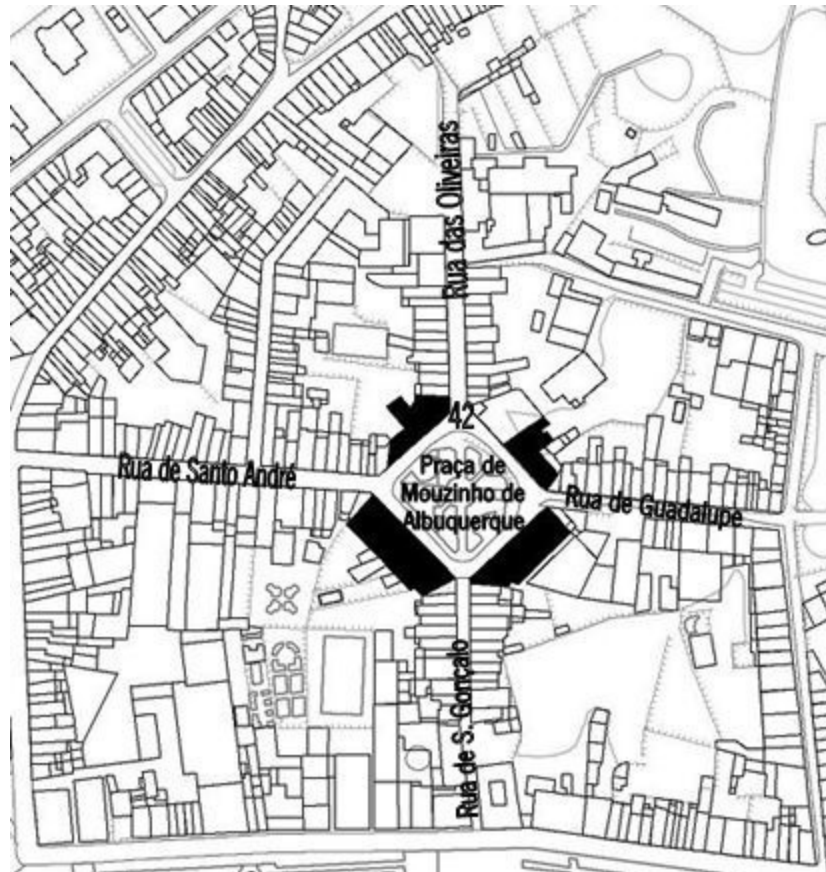 Rua das Oliveiras
42
Praça de
Mouzinho de
Albuquerque
Rua de Santo André
Rua de Guadalupe
Rua de S. Gonçalo